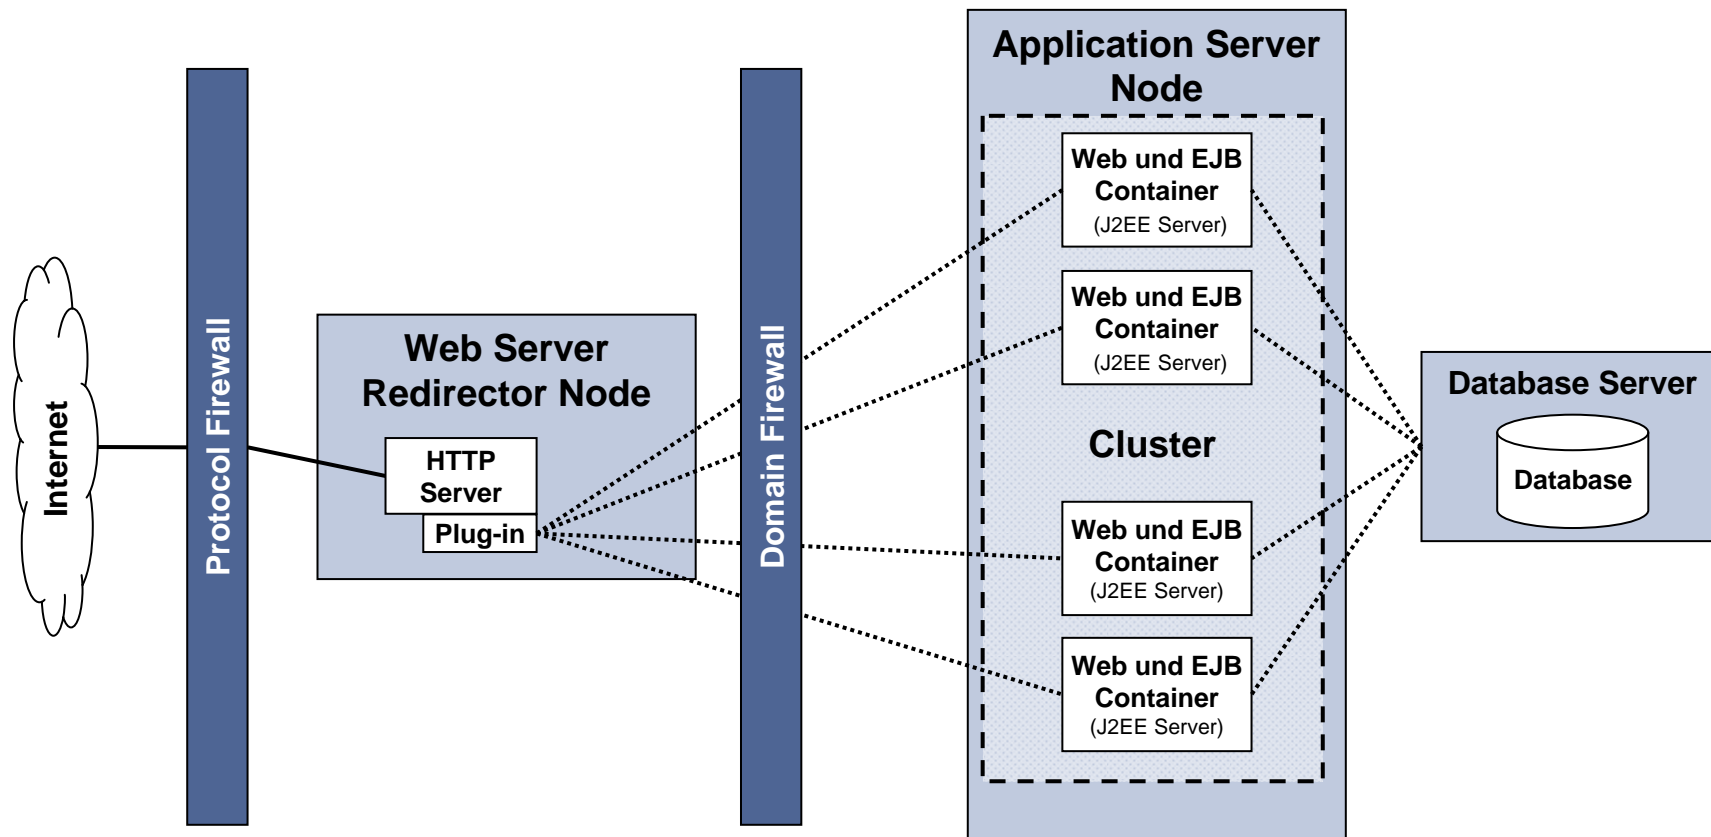 Internet
Protocol Firewall
Web Server
Redirector Node
HTTP
Server
Plug-in
Domain Firewall
Application Server
Node
Web und EJB
Container
(J2EE Server)
Web und EJB
Container
(J2EE Server)
Cluster
Web und EJB
Container
(J2EE Server)
Web und EJB
Container
(J2EE Server)
Database Server
Database